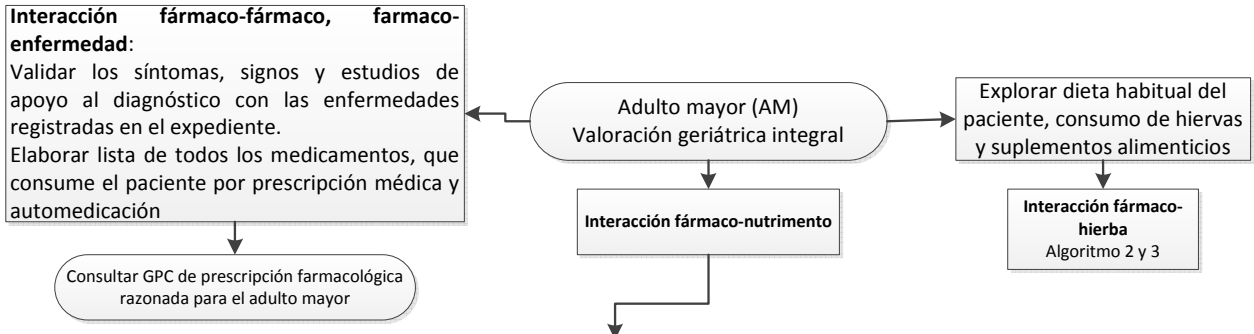 Interacción fármaco-fármaco, farmaco-
enfermedad:
Validar los síntomas, signos y estudios de
apoyo al diagnóstico con las enfermedades
registradas en el expediente.
Elaborar lista de todos los medicamentos, que
consume el paciente por prescripción médica y
automedicación
Consultar GPC de prescripción farmacológica
razonada para el adulto mayor
Adulto mayor (AM)
Valoración geriátrica integral
Interacción fármaco-nutrimento
Explorar dieta habitual del
paciente, consumo de hiervas
y suplementos alimenticios
Interacción fármaco-
hierba
Algoritmo 2 y 3